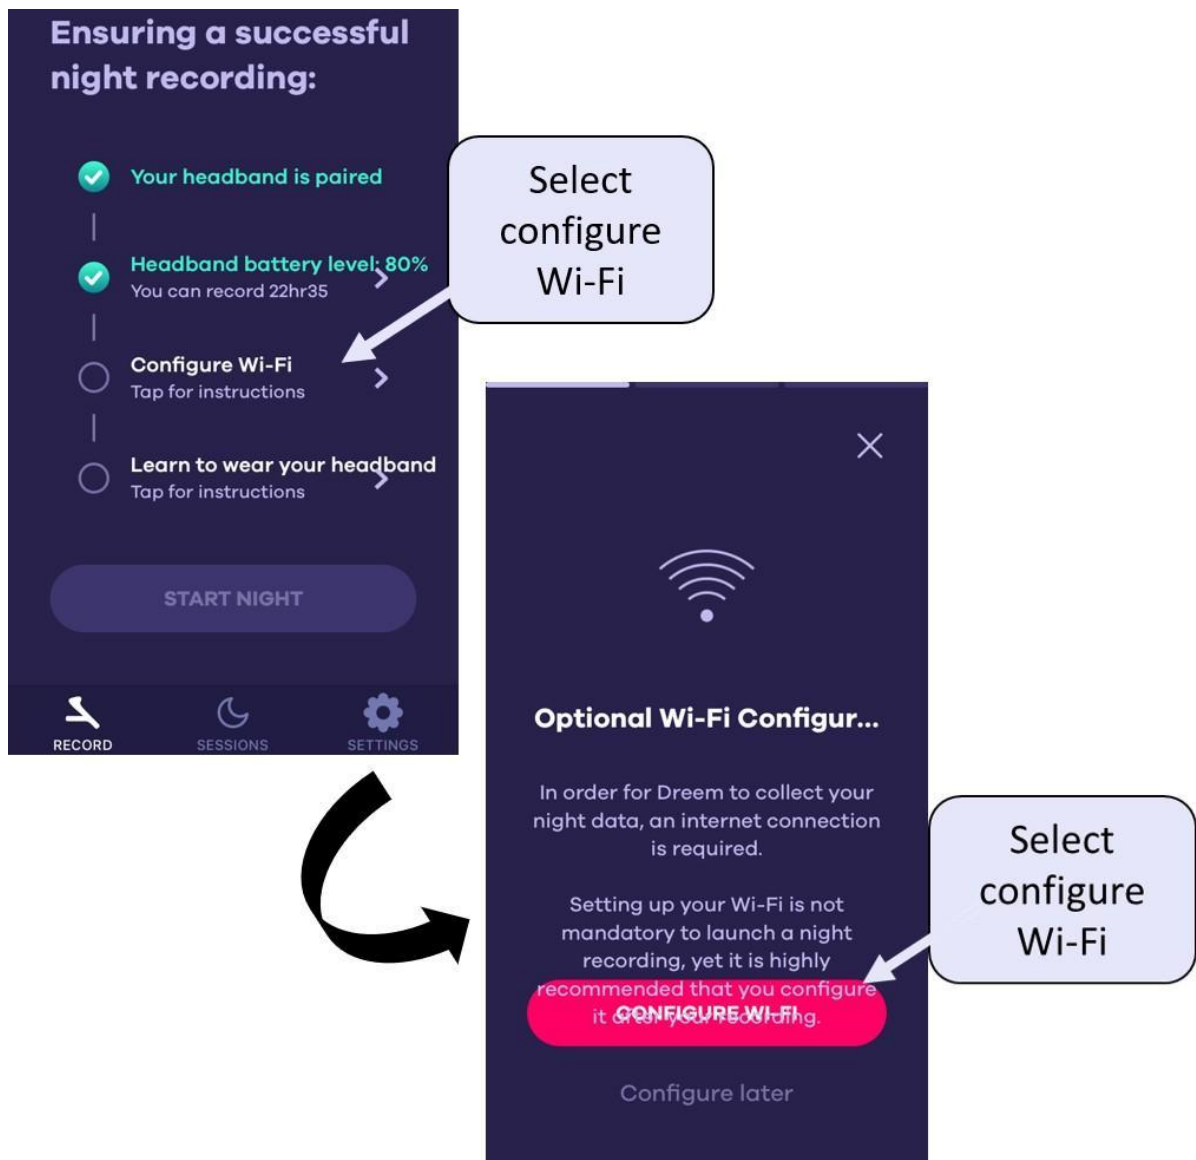 Ensuring a successful
night recording:
Your headband is paired
Headband battery level: 80%
You can record 22hr35
Configure Wi-Fi
Tap for instructions
Learn to wear your headband
Tap for instructions
START NIGHT
RECORD
SESSIONS
SETTINGS
Select
configure
Wi-Fi
Optional Wi-Fi Configur...
In order for Dreem to collect your
night data, an internet connection
is required.
Setting up your Wi-Fi is not
mandatory to launch a night
recording, yet it is highly
recommended that you configure
it after your recording.
CONFIGURE WI-FI
Configure later
Select
configure
Wi-Fi